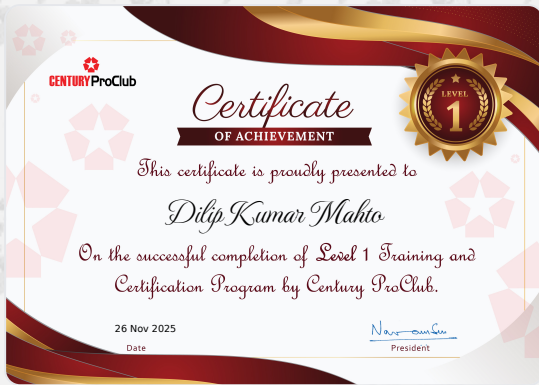 CENTURY ProClub
Certificate
OF ACHIEVEMENT
LEVEL
1
This certificate is proudly presented to
Dilip Kumar Mahto
On the successful completion of Level 1 Training and
Certification Program by Century ProClub.
26 Nov 2025
Date
President